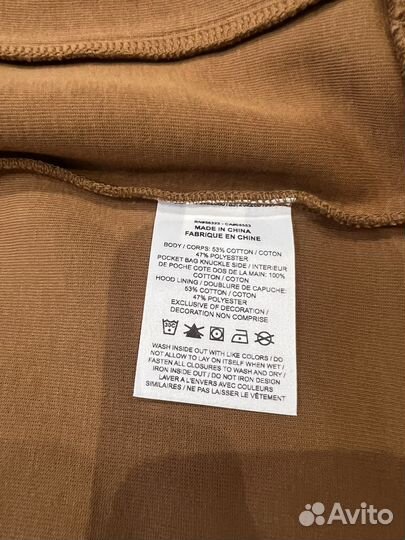 MADE IN CHINA
FABRIQUE EN CHINE
BODY / CORPS: 53% COTTON / COTON
47% POLYESTER
POCKET BAG KNUCKLE SIDE / INTERIEUR
DE POCHE COTE DOS DE LA MAIN: 100%
COTTON / COTON
HOOD LINING / DOUBLURE DE CAPUCHE:
53% COTTON / COTON
47% POLYESTER
EXCLUSIVE OF DECORATION /
DECORATION NON COMPRISE
WASH INSIDE OUT WITH LIKE COLORS / DO
NOT ALLOW TO LAY ON ITSELF WHEN WET /
FASTEN ALL CLOSURES TO WASH AND DRY /
IRON INSIDE OUT / DO NOT IRON DESIGN
LAVER A L'ENVERS AVEC COULEURS
SIMILAIRES / NE PAS LAISSER LE VÊTEMENT
Avito